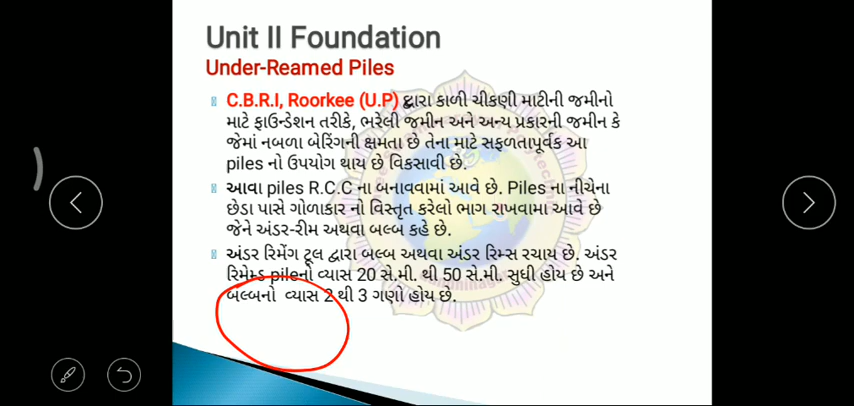 Unit II Foundation
Under-Reamed Piles
C.B.R.I, Roorkee (U.P) દ્વારા કાળી ચીકણી માટીની જમીનો
માટે ફાઉન્ડેશન તરીકે, ભરેલી જમીન અને અન્ય પ્રકારની જમીન કે
જેમાં નબળા બેરિંગની ક્ષમતા છે તેના માટે સફળતાપૂર્વક આ
piles નો ઉપયોગ થાય છે વિકસાવી છે.
આવા piles R.C.C ના બનાવવામાં આવે છે. Piles ના નીચેના
છેડા પાસે ગોળાકાર નો વિસ્તૃત કરેલો ભાગ રાખવામા આવે છે
જેને અંડર-રીમ અથવા બલ્બ કહે છે.
અંડર રિમેંગ ટૂલ દ્વારા બલ્બ અથવા અંડર રિમ્સ રચાય છે. અંડર
રિમેમ્ડ pileનો વ્યાસ 20 સે.મી. થી 50 સે.મી. સુધી હોય છે અને
બલ્બનો વ્યાસ 2 થી 3 ગણો હોય છે.